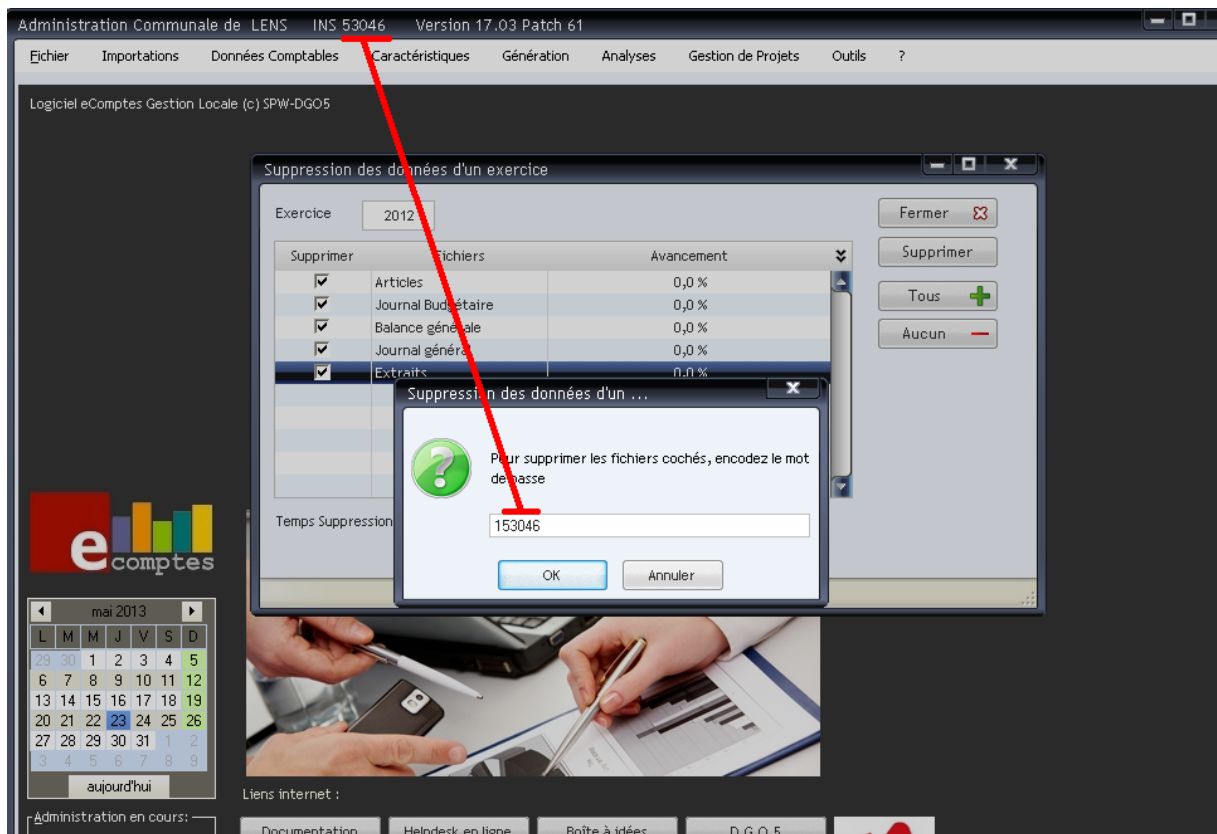 Administration Communale de LENS INS 53046 Version 17.03 Patch 61
Fichier Importations Données Comptables Caractéristiques Génération Analyses Gestion de Projets Outils ?
Logiciel eComptes Gestion Locale (c) SPW-DGO5
Suppression des données d'un exercice
Exercice 2012
Fermer
Supprimer
Tous
Aucun
Supprimer Fichiers Avancement
Articles 0,0 %
Journal Budgétaire 0,0 %
Balance générale 0,0 %
Journal général 0,0 %
Extraits 0,0 %
Suppression des données d'un ...
Pour supprimer les fichiers cochés, encodez le mot
de passe
153046
OK Annuler
Temps Suppression
ecomptes
mai 2013
L M M J V S D
29 30 1 2 3 4 5
6 7 8 9 10 11 12
13 14 15 16 17 18 19
20 21 22 23 24 25 26
27 28 29 30 31 1 2
3 4 5 6 7 8 9
aujourd'hui
Liens internet :
Administration en cours:
Documentation Helpdesk en ligne Boîte à idées D G O 5